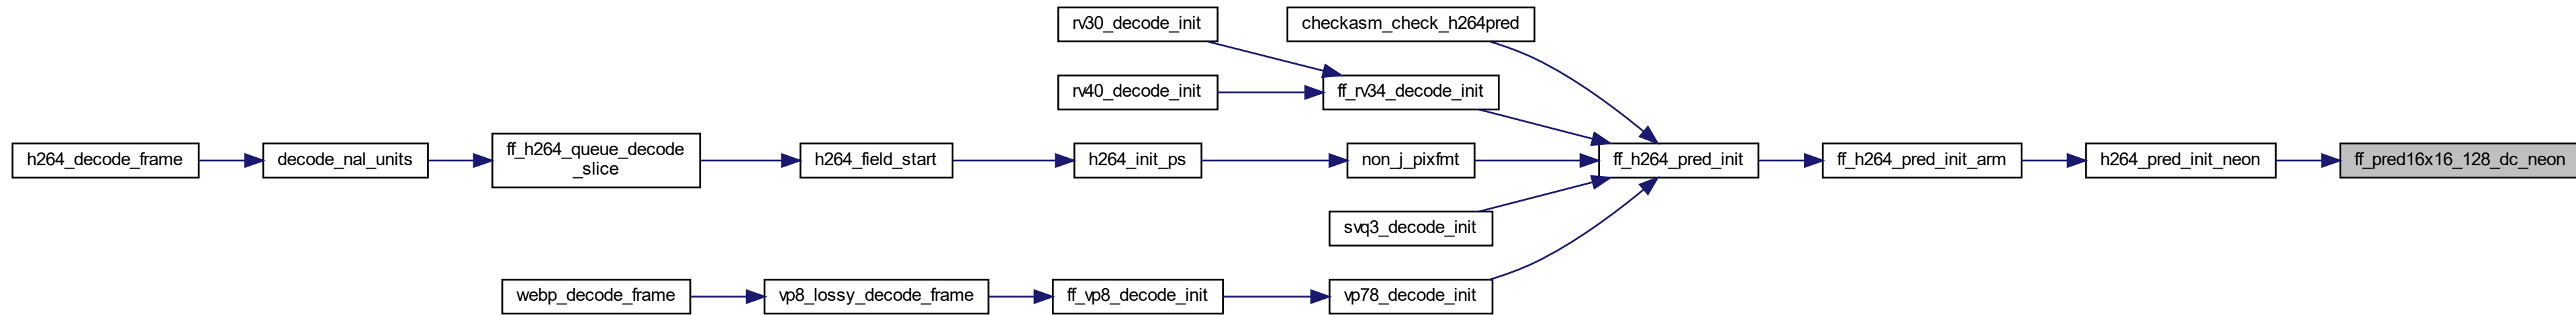 rv30_decode_init
checkasm_check_h264pred
rv40_decode_init
ff_rv34_decode_init
h264_decode_frame
decode_nal_units
ff_h264_queue_decode
_slice
h264_field_start
h264_init_ps
non_j_pixfmt
ff_h264_pred_init
ff_h264_pred_init_arm
h264_pred_init_neon
ff_pred16x16_128_dc_neon
svq3_decode_init
webp_decode_frame
vp8_lossy_decode_frame
ff_vp8_decode_init
vp78_decode_init